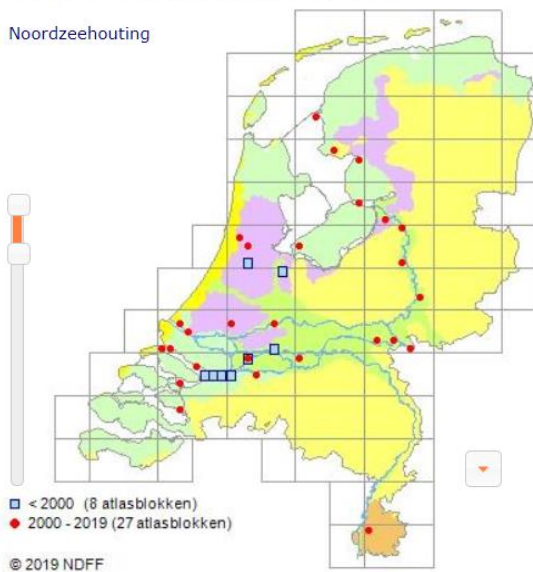 Noordzeehouting
< 2000 (8 atlasblokken)
2000 - 2019 (27 atlasblokken)
© 2019 NDFF